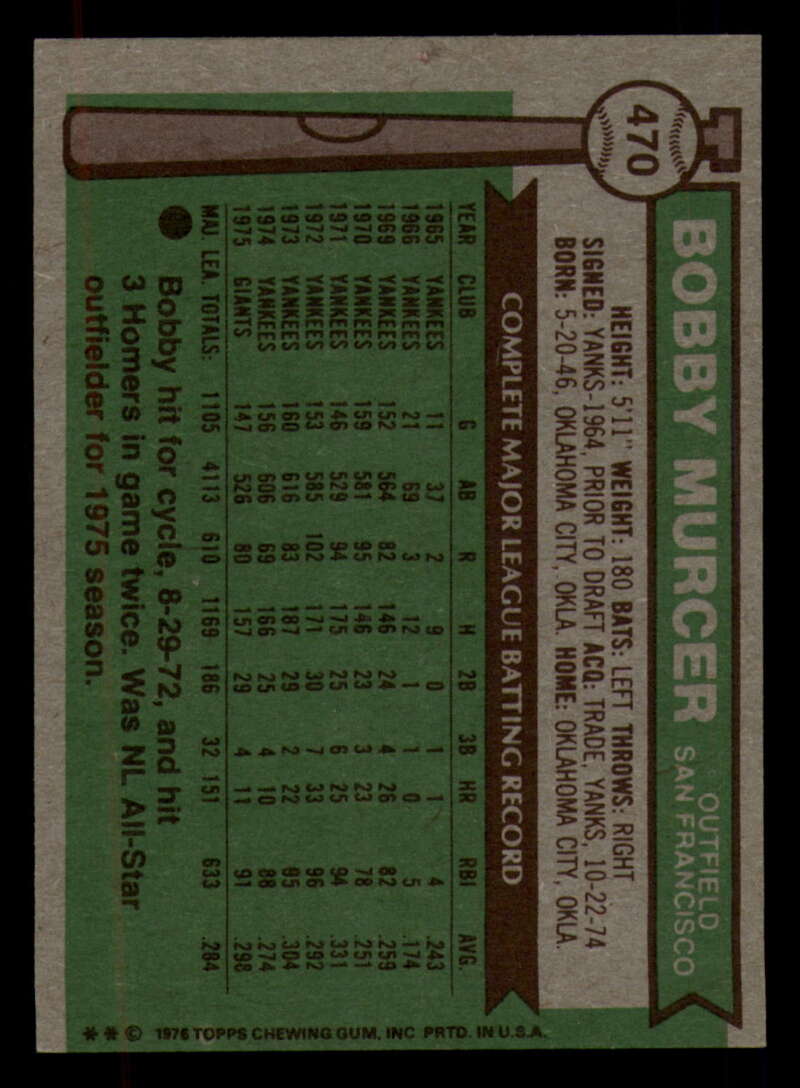 470
BOBBY MURCER
OUTFIELD
SAN FRANCISCO
HEIGHT: 5'11" WEIGHT: 180 BATS: LEFT THROWS: RIGHT
SIGNED: YANKS-1964, PRIOR TO DRAFT ACQ: TRADE, YANKS, 10-22-74
BORN: 5-20-46, OKLAHOMA CITY, OKLA. HOME: OKLAHOMA CITY, OKLA.
COMPLETE MAJOR LEAGUE BATTING RECORD
YEAR CLUB G AB R H 2B 3B HR RBI AVG.
1965 YANKEES 11 37 2 9 0 1 1 4 .243
1966 YANKEES 21 69 3 12 1 1 0 5 .174
1969 YANKEES 152 564 82 146 24 4 26 82 .259
1970 YANKEES 159 581 95 146 23 3 23 78 .251
1971 YANKEES 146 529 94 175 25 6 25 94 .331
1972 YANKEES 153 585 102 171 30 7 33 96 .292
1973 YANKEES 160 616 83 187 29 2 22 95 .304
1974 YANKEES 156 606 69 166 25 4 10 88 .274
1975 GIANTS 147 526 80 157 29 4 11 91 .298
MAJ. LEA. TOTALS: 1105 4113 610 1169 186 32 151 633 .284
Bobby hit for cycle, 8-29-72, and hit
3 Homers in game twice. Was NL All-Star
outfielder for 1975 season.
** © 1976 TOPPS CHEWING GUM, INC PRTD. IN U.S.A.